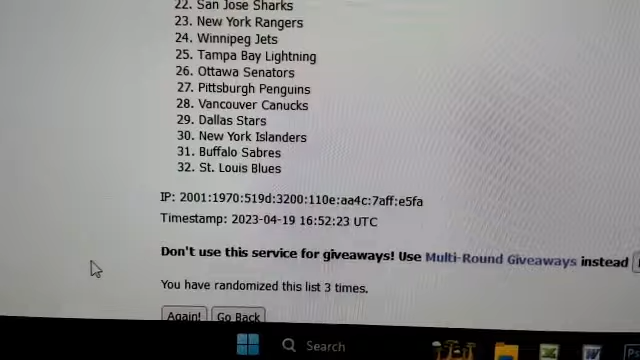 22. San Jose Sharks
23. New York Rangers
24. Winnipeg Jets
25. Tampa Bay Lightning
26. Ottawa Senators
27. Pittsburgh Penguins
28. Vancouver Canucks
29. Dallas Stars
30. New York Islanders
31. Buffalo Sabres
32. St. Louis Blues
IP: 2001:1970:519d:3200:110e:aa4c:7aff:e5fa
Timestamp: 2023-04-19 16:52:23 UTC
Don't use this service for giveaways! Use Multi-Round Giveaways instead
You have randomized this list 3 times.
Again! Go Back
Search